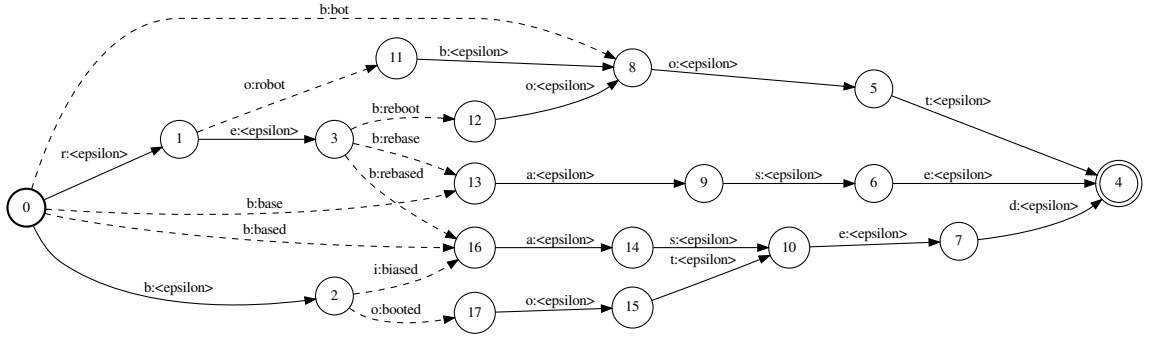 b:bot
11
b:<epsilon>
8
o:<epsilon>
o:robot
o:<epsilon>
5
b:reboot
12
t:<epsilon>
1
e:<epsilon>
3
r:<epsilon>
b:rebase
b:rebased
13
a:<epsilon>
9
s:<epsilon>
6
e:<epsilon>
4
0
b:base
b:based
d:<epsilon>
16
a:<epsilon>
14
s:<epsilon>
10
e:<epsilon>
7
t:<epsilon>
i:biased
b:<epsilon>
2
o:booted
17
o:<epsilon>
15